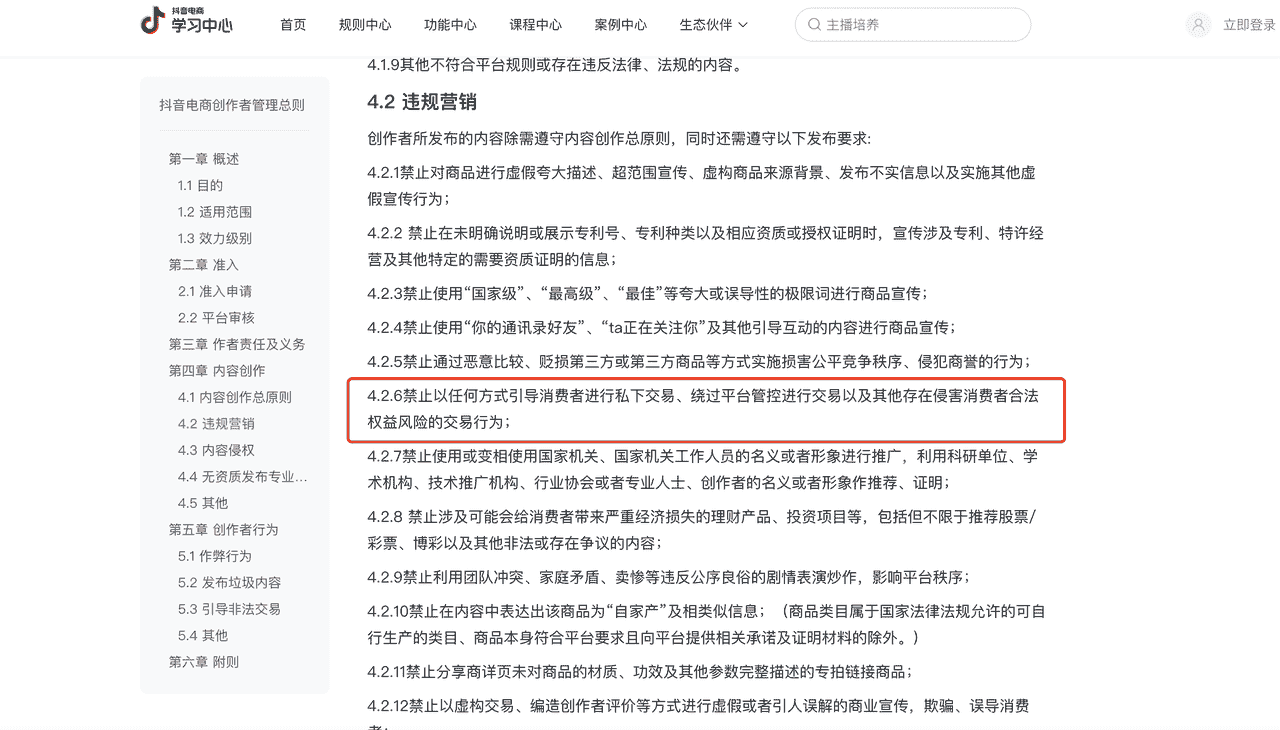 抖音电商
学习中心
首页
规则中心
功能中心
课程中心
案例中心
生态伙伴
主播培养
立即登录
抖音电商创作者管理总则
第一章 概述
1.1 目的
1.2 适用范围
1.3 效力级别
第二章 准入
2.1 准入申请
2.2 平台审核
第三章 作者责任及义务
第四章 内容创作
4.1 内容创作总原则
4.2 违规营销
4.3 内容侵权
4.4 无资质发布专业...
4.5 其他
第五章 创作者行为
5.1 作弊行为
5.2 发布垃圾内容
5.3 引导非法交易
5.4 其他
第六章 附则
4.1.9其他不符合平台规则或存在违反法律、法规的内容。
4.2 违规营销
创作者所发布的内容除需遵守内容创作总原则，同时还需遵守以下发布要求:
4.2.1禁止对商品进行虚假夸大描述、超范围宣传、虚构商品来源背景、发布不实信息以及实施其他虚
假宣传行为；
4.2.2 禁止在未明确说明或展示专利号、专利种类以及相应资质或授权证明时，宣传涉及专利、特许经
营及其他特定的需要资质证明的信息；
4.2.3禁止使用“国家级”、“最高级”、“最佳”等夸大或误导性的极限词进行商品宣传；
4.2.4禁止使用“你的通讯录好友”、“ta正在关注你”及其他引导互动的内容进行商品宣传；
4.2.5禁止通过恶意比较、贬损第三方或第三方商品等方式实施损害公平竞争秩序、侵犯商誉的行为；
4.2.6禁止以任何方式引导消费者进行私下交易、绕过平台管控进行交易以及其他存在侵害消费者合法
权益风险的交易行为；
4.2.7禁止使用或变相使用国家机关、国家机关工作人员的名义或者形象进行推广，利用科研单位、学
术机构、技术推广机构、行业协会或者专业人士、创作者的名义或者形象作推荐、证明；
4.2.8 禁止涉及可能会给消费者带来严重经济损失的理财产品、投资项目等，包括但不限于推荐股票/
彩票、博彩以及其他非法或存在争议的内容；
4.2.9禁止利用团队冲突、家庭矛盾、卖惨等违反公序良俗的剧情表演炒作，影响平台秩序；
4.2.10禁止在内容中表达出该商品为“自家产”及相类似信息；（商品类目属于国家法律法规允许的可自
行生产的类目、商品本身符合平台要求且向平台提供相关承诺及证明材料的除外。）
4.2.11禁止分享商详页未对商品的材质、功效及其他参数完整描述的专拍链接商品；
4.2.12禁止以虚构交易、编造创作者评价等方式进行虚假或者引人误解的商业宣传，欺骗、误导消费